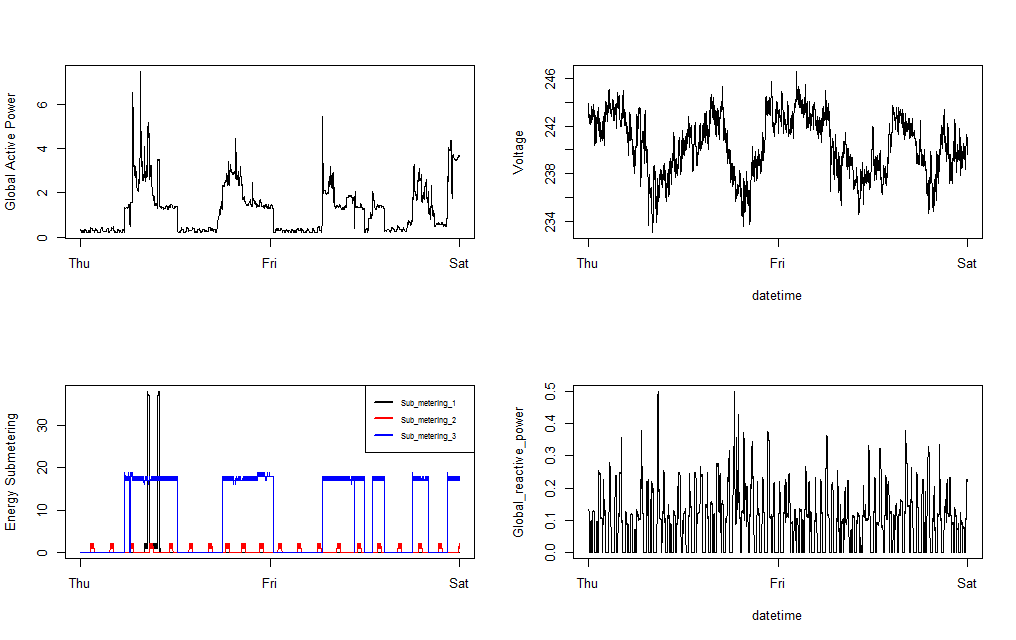 Global Active Power
6
4
2
0
Thu
Fri
Sat
Voltage
246
242
238
234
Thu
Fri
Sat
datetime
Energy Submetering
30
20
10
0
Sub_metering_1
Sub_metering_2
Sub_metering_3
Thu
Fri
Sat
Global_reactive_power
0.5
0.4
0.3
0.2
0.1
0.0
Thu
Fri
Sat
datetime